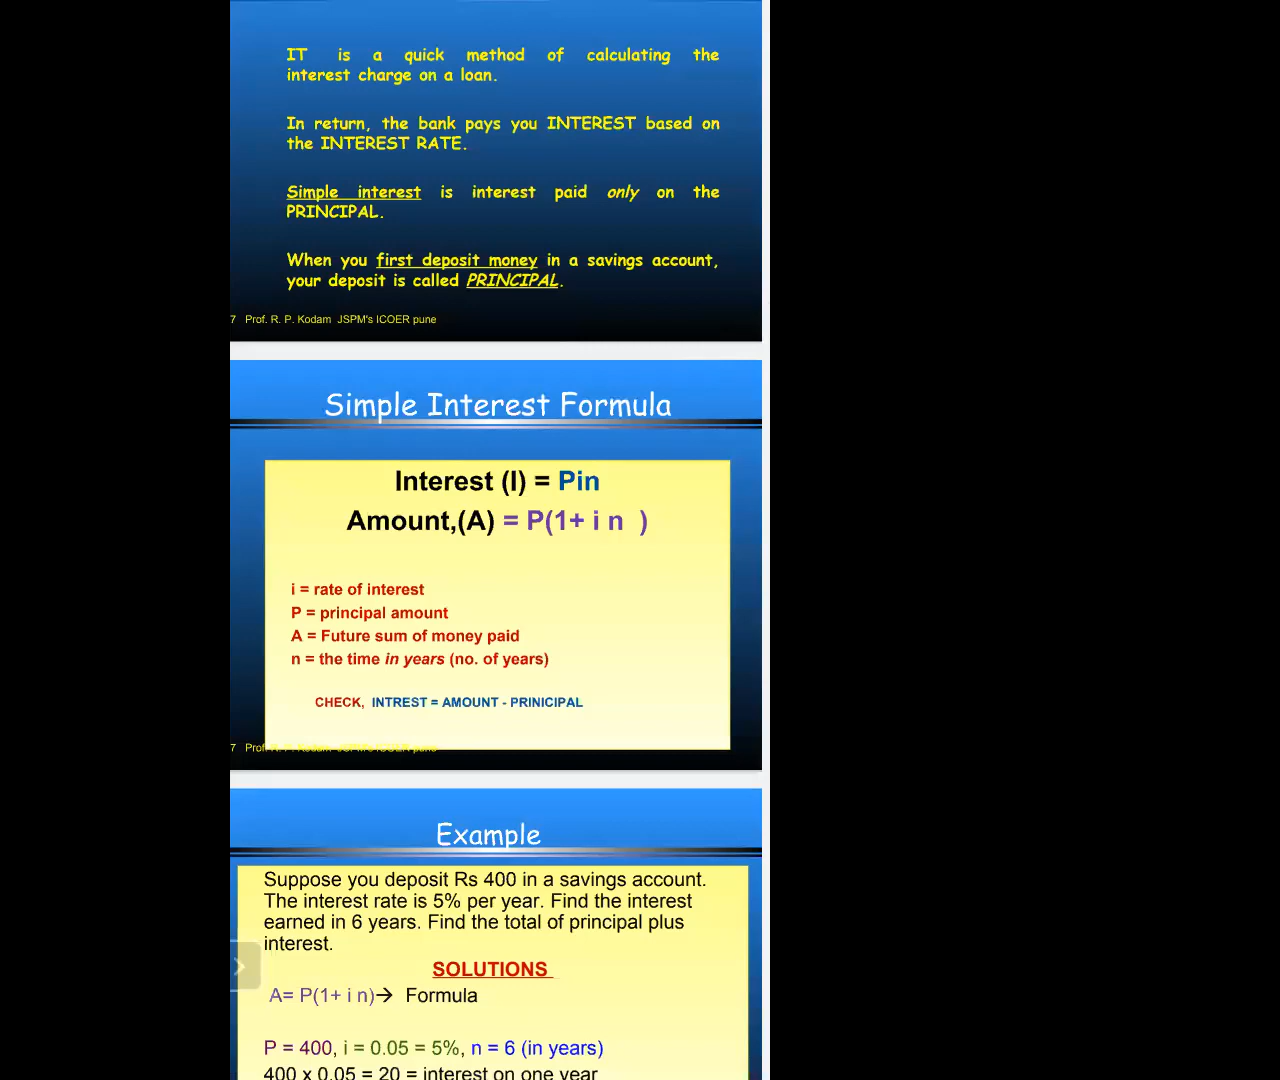 IT is a quick method of calculating the
interest charge on a loan.
In return, the bank pays you INTEREST based on
the INTEREST RATE.
Simple interest is interest paid only on the
PRINCIPAL.
When you first deposit money in a savings account,
your deposit is called PRINCIPAL.
7 Prof. R. P. Kodam JSPM's ICOER pune
Simple Interest Formula
Interest (I) = Pin
Amount,(A) = P(1+ i n )
i = rate of interest
P = principal amount
A = Future sum of money paid
n = the time in years (no. of years)
CHECK, INTREST = AMOUNT - PRINICIPAL
7 Prof. R. P. Kodam JSPM's ICOER pune
Example
Suppose you deposit Rs 400 in a savings account.
The interest rate is 5% per year. Find the interest
earned in 6 years. Find the total of principal plus
interest.
SOLUTIONS
A= P(1+ i n)→ Formula
P = 400, i = 0.05 = 5%, n = 6 (in years)
400 x 0.05 = 20 = interest on one year